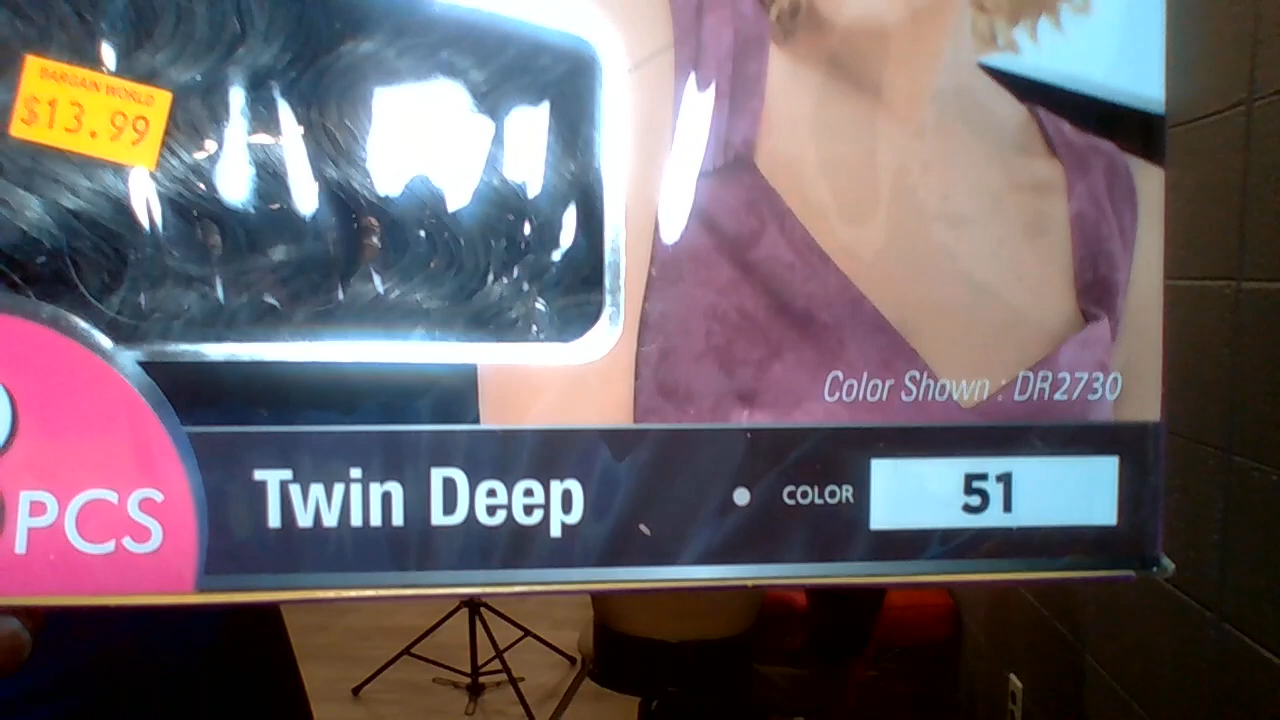 BARGAIN WORLD
$13.99
Color Shown : DR2730
PCS
Twin Deep • COLOR 51